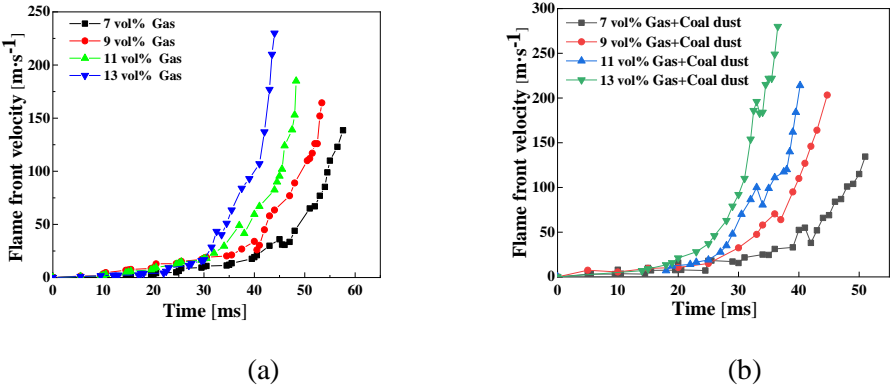 7 vol% Gas
9 vol% Gas
11 vol% Gas
13 vol% Gas
Flame front velocity [m·s⁻¹]
250
200
150
100
50
0
0 10 20 30 40 50 60
Time [ms]
(a)
7 vol% Gas+Coal dust
9 vol% Gas+Coal dust
11 vol% Gas+Coal dust
13 vol% Gas+Coal dust
Flame front velocity [m·s⁻¹]
300
250
200
150
100
50
0
0 10 20 30 40 50
Time [ms]
(b)